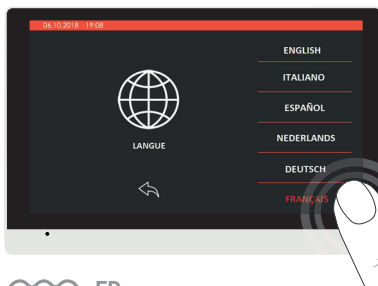 06.10.2018 19:08
ENGLISH
ITALIANO
ESPAÑOL
NEDERLANDS
LANGUE
DEUTSCH
FRANÇAIS
FR